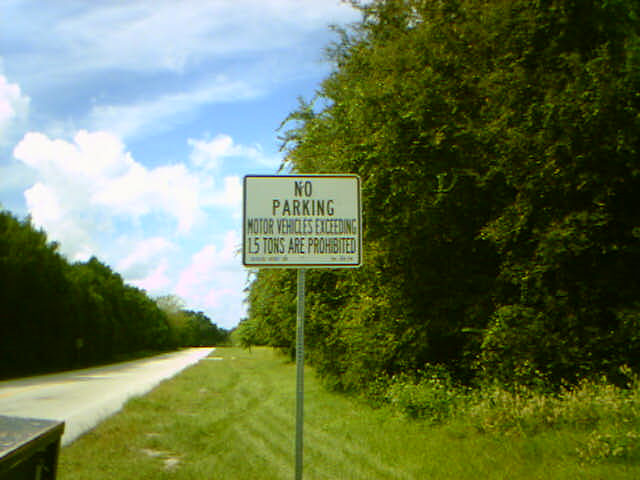 NO
PARKING
MOTOR VEHICLES EXCEEDING
1.5 TONS ARE PROHIBITED